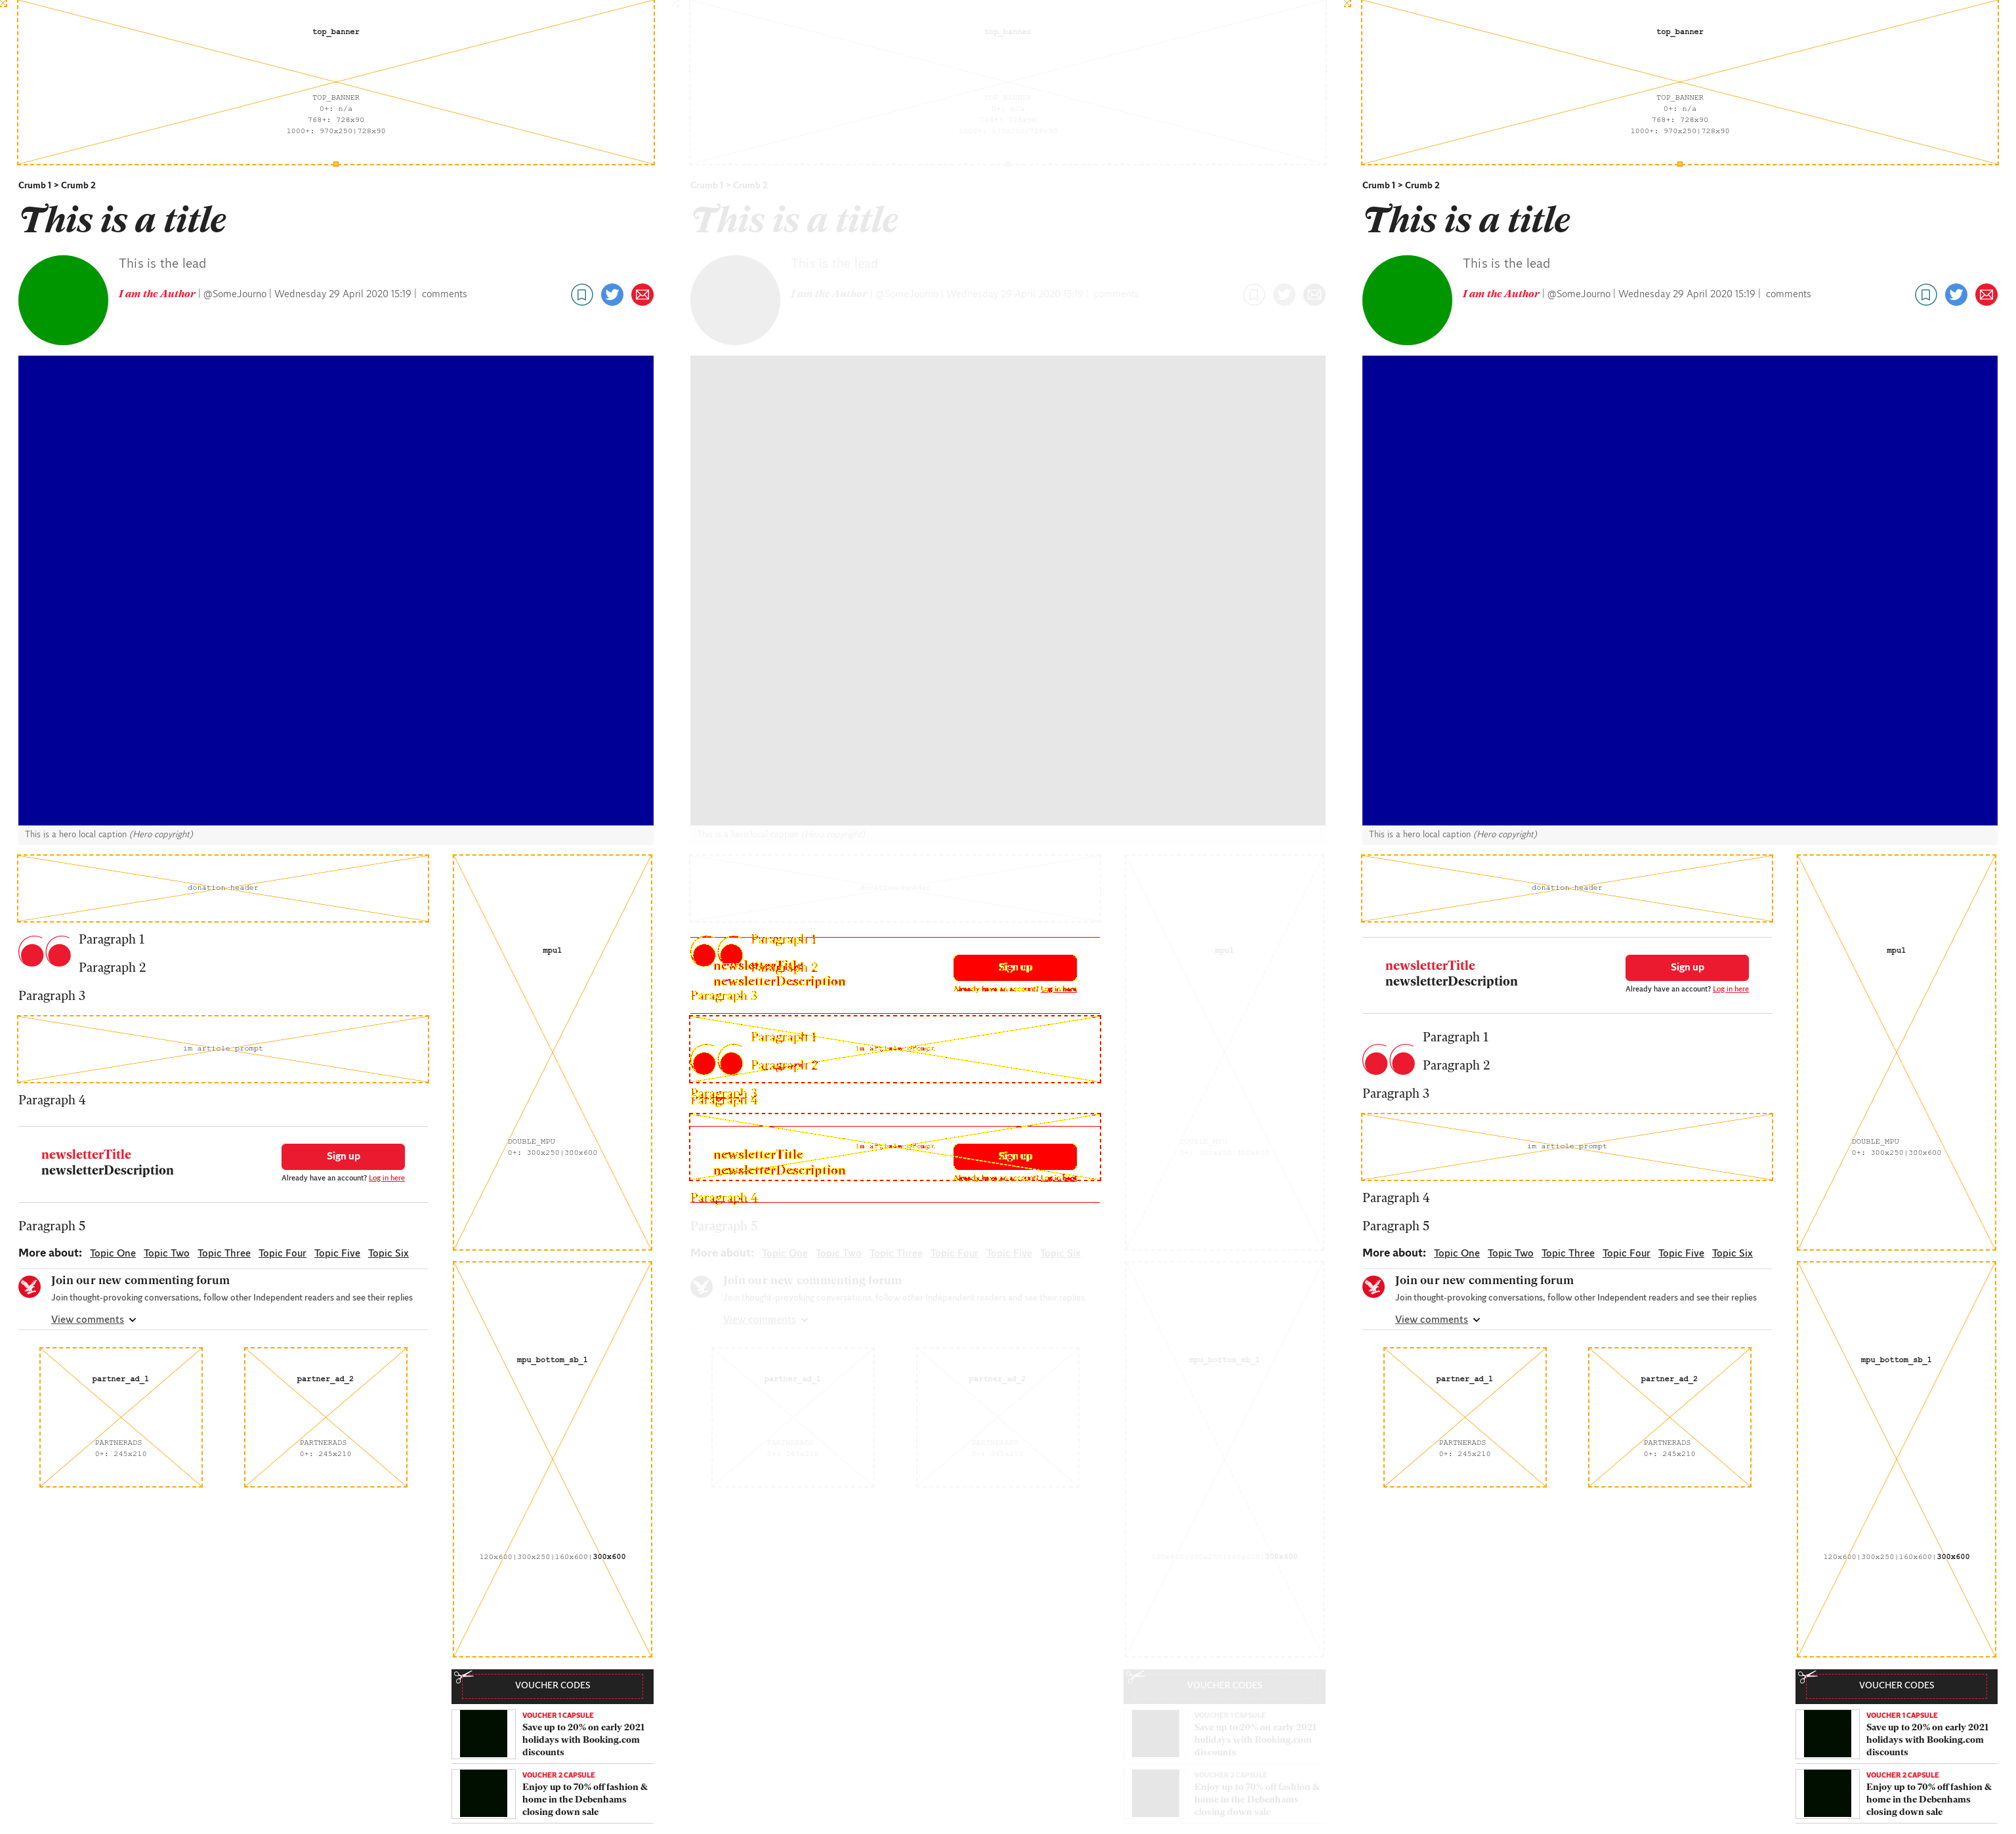 top_banner
TOP_BANNER
0+: n/a
768+: 728x90
1000+: 970x250|728x90
Crumb 1 > Crumb 2
This is a title
This is the lead
I am the Author | @SomeJourno | Wednesday 29 April 2020 15:19 | comments
This is a hero local caption (Hero copyright)
donation header
Paragraph 1
Paragraph 2
Paragraph 3
im article prompt
Paragraph 4
newsletterTitle
newsletterDescription
Sign up
Already have an account? Log in here
Paragraph 5
More about: Topic One Topic Two Topic Three Topic Four Topic Five Topic Six
Join our new commenting forum
Join thought-provoking conversations, follow other Independent readers and see their replies
View comments
partner_ad_1
PARTNERADS
0+: 245x210
partner_ad_2
PARTNERADS
0+: 245x210
mpu1
DOUBLE_MPU
0+: 300x250|300x600
mpu_bottom_sb_1
120x600|300x250|160x600|300x600
VOUCHER CODES
VOUCHER 1 CAPSULE
Save up to 20% on early 2021
holidays with Booking.com
discounts
VOUCHER 2 CAPSULE
Enjoy up to 70% off fashion &
home in the Debenhams
closing down sale
top_banner
TOP_BANNER
0+: n/a
768+: 728x90
1000+: 970x250|728x90
Crumb 1 > Crumb 2
This is a title
This is the lead
I am the Author | @SomeJourno | Wednesday 29 April 2020 15:19 | comments
This is a hero local caption (Hero copyright)
donation header
Paragraph 1
newsletterTitle
Paragraph 2
newsletterDescription
Sign up
Already have an account? Log in here
Paragraph 3
Paragraph 1
im article prompt
Paragraph 2
Paragraph 3
Paragraph 4
im article prompt
newsletterTitle
newsletterDescription
Sign up
Already have an account? Log in here
Paragraph 4
Paragraph 5
More about: Topic One Topic Two Topic Three Topic Four Topic Five Topic Six
Join our new commenting forum
Join thought-provoking conversations, follow other Independent readers and see their replies
View comments
partner_ad_1
PARTNERADS
0+: 245x210
partner_ad_2
PARTNERADS
0+: 245x210
mpu1
DOUBLE_MPU
0+: 300x250|300x600
mpu_bottom_sb_1
120x600|300x250|160x600|300x600
VOUCHER CODES
VOUCHER 1 CAPSULE
Save up to 20% on early 2021
holidays with Booking.com
discounts
VOUCHER 2 CAPSULE
Enjoy up to 70% off fashion &
home in the Debenhams
closing down sale
top_banner
TOP_BANNER
0+: n/a
768+: 728x90
1000+: 970x250|728x90
Crumb 1 > Crumb 2
This is a title
This is the lead
I am the Author | @SomeJourno | Wednesday 29 April 2020 15:19 | comments
This is a hero local caption (Hero copyright)
donation header
newsletterTitle
newsletterDescription
Sign up
Already have an account? Log in here
Paragraph 1
Paragraph 2
Paragraph 3
im article prompt
Paragraph 4
Paragraph 5
More about: Topic One Topic Two Topic Three Topic Four Topic Five Topic Six
Join our new commenting forum
Join thought-provoking conversations, follow other Independent readers and see their replies
View comments
partner_ad_1
PARTNERADS
0+: 245x210
partner_ad_2
PARTNERADS
0+: 245x210
mpu1
DOUBLE_MPU
0+: 300x250|300x600
mpu_bottom_sb_1
120x600|300x250|160x600|300x600
VOUCHER CODES
VOUCHER 1 CAPSULE
Save up to 20% on early 2021
holidays with Booking.com
discounts
VOUCHER 2 CAPSULE
Enjoy up to 70% off fashion &
home in the Debenhams
closing down sale